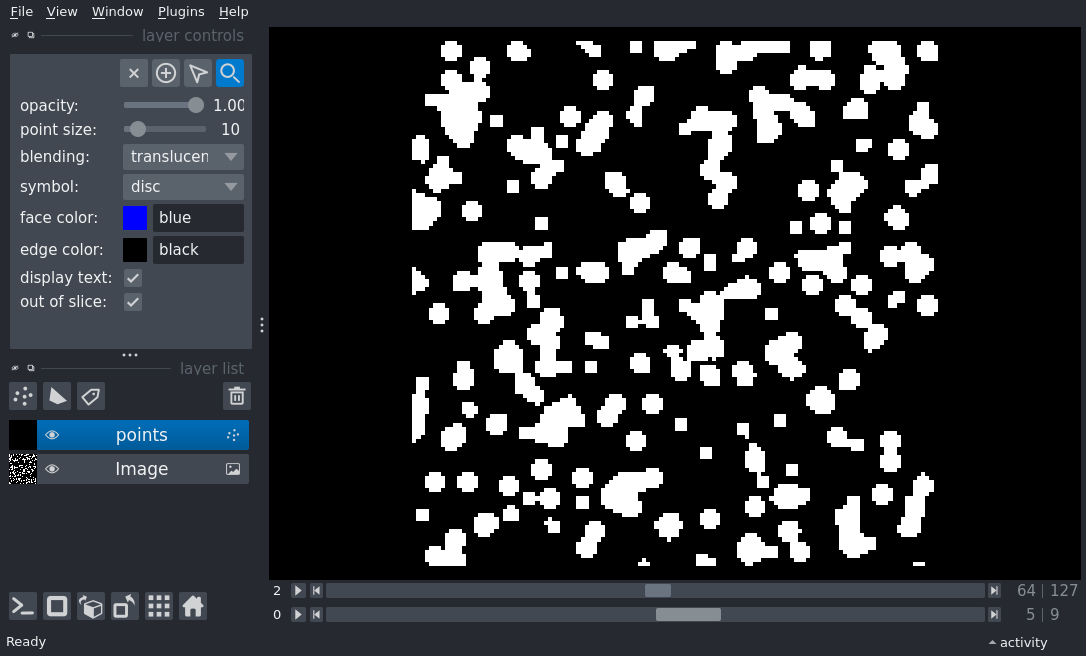 File View Window Plugins Help
layer controls
opacity: 1.00
point size: 10
blending: translucen
symbol: disc
face color: blue
edge color: black
display text:
out of slice:
layer list
points
Image
2 64 127
0 5 9
Ready activity